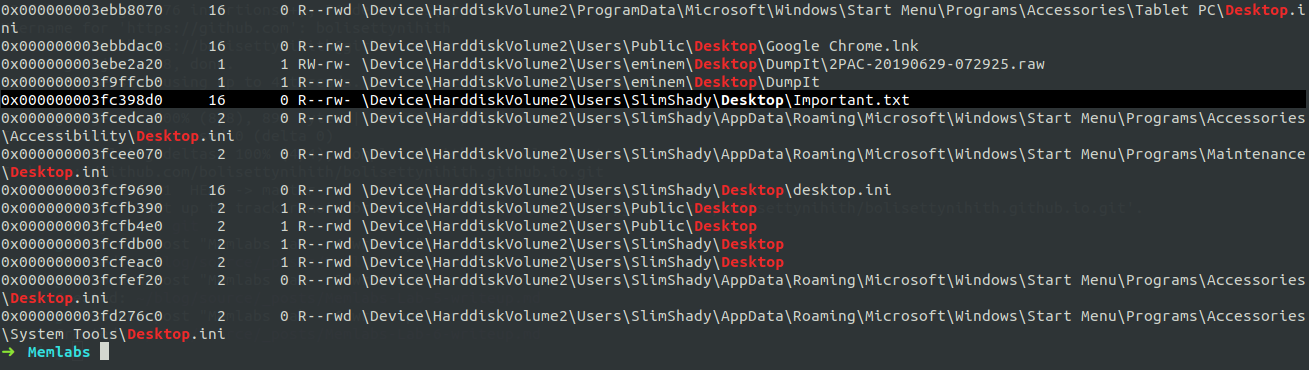 0x000000003ebb8070     16      0 R--rwd \Device\HarddiskVolume2\ProgramData\Microsoft\Windows\Start Menu\Programs\Accessories\Tablet PC\Desktop.i
ni
0x000000003ebbdac0     16      0 R--rw- \Device\HarddiskVolume2\Users\Public\Desktop\Google Chrome.lnk
0x000000003ebe2a20      1      1 RW-rw- \Device\HarddiskVolume2\Users\eminem\Desktop\DumpIt\2PAC-20190629-072925.raw
0x000000003f9ffcb0      1      1 R--rw- \Device\HarddiskVolume2\Users\eminem\Desktop\DumpIt
0x000000003fc398d0     16      0 R--rw- \Device\HarddiskVolume2\Users\SlimShady\Desktop\Important.txt
0x000000003fcedca0      2      0 R--rwd \Device\HarddiskVolume2\Users\SlimShady\AppData\Roaming\Microsoft\Windows\Start Menu\Programs\Accessories
\Accessibility\Desktop.ini
0x000000003fcee070      2      0 R--rwd \Device\HarddiskVolume2\Users\SlimShady\AppData\Roaming\Microsoft\Windows\Start Menu\Programs\Maintenance
\Desktop.ini
0x000000003fcf9690     16      0 R--rwd \Device\HarddiskVolume2\Users\SlimShady\Desktop\desktop.ini
0x000000003fcfb390      2      1 R--rwd \Device\HarddiskVolume2\Users\Public\Desktop
0x000000003fcfb4e0      2      1 R--rwd \Device\HarddiskVolume2\Users\Public\Desktop
0x000000003fcfdb00      2      1 R--rwd \Device\HarddiskVolume2\Users\SlimShady\Desktop
0x000000003fcfeac0      2      1 R--rwd \Device\HarddiskVolume2\Users\SlimShady\Desktop
0x000000003fcfef20      2      0 R--rwd \Device\HarddiskVolume2\Users\SlimShady\AppData\Roaming\Microsoft\Windows\Start Menu\Programs\Accessories
\Desktop.ini
0x000000003fd276c0      2      0 R--rwd \Device\HarddiskVolume2\Users\SlimShady\AppData\Roaming\Microsoft\Windows\Start Menu\Programs\Accessories
\System Tools\Desktop.ini
➜  Memlabs